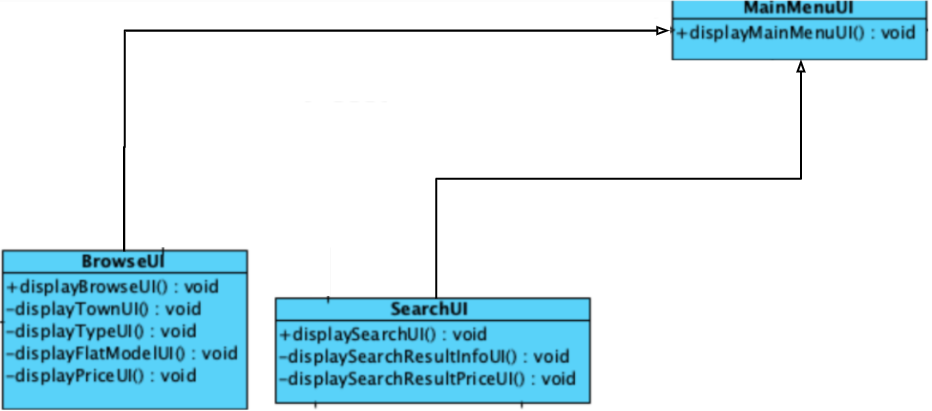 MainMenuUI
+displayMainMenuUI() : void
BrowseUI
+displayBrowseUI() : void
-displayTownUI() : void
-displayTypeUI() : void
-displayFlatModelUI() : void
-displayPriceUI() : void
SearchUI
+displaySearchUI() : void
-displaySearchResultInfoUI() : void
-displaySearchResultPriceUI() : void